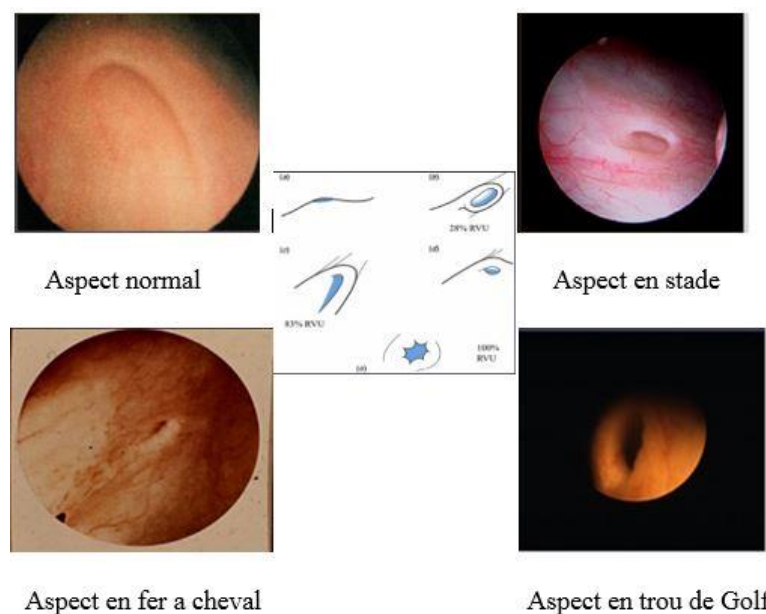 (a)
(b)
28% RVU
(c)
(d)
83% RVU
100%
RVU
(e)
Aspect normal
Aspect en stade
Aspect en fer a cheval
Aspect en trou de Golf